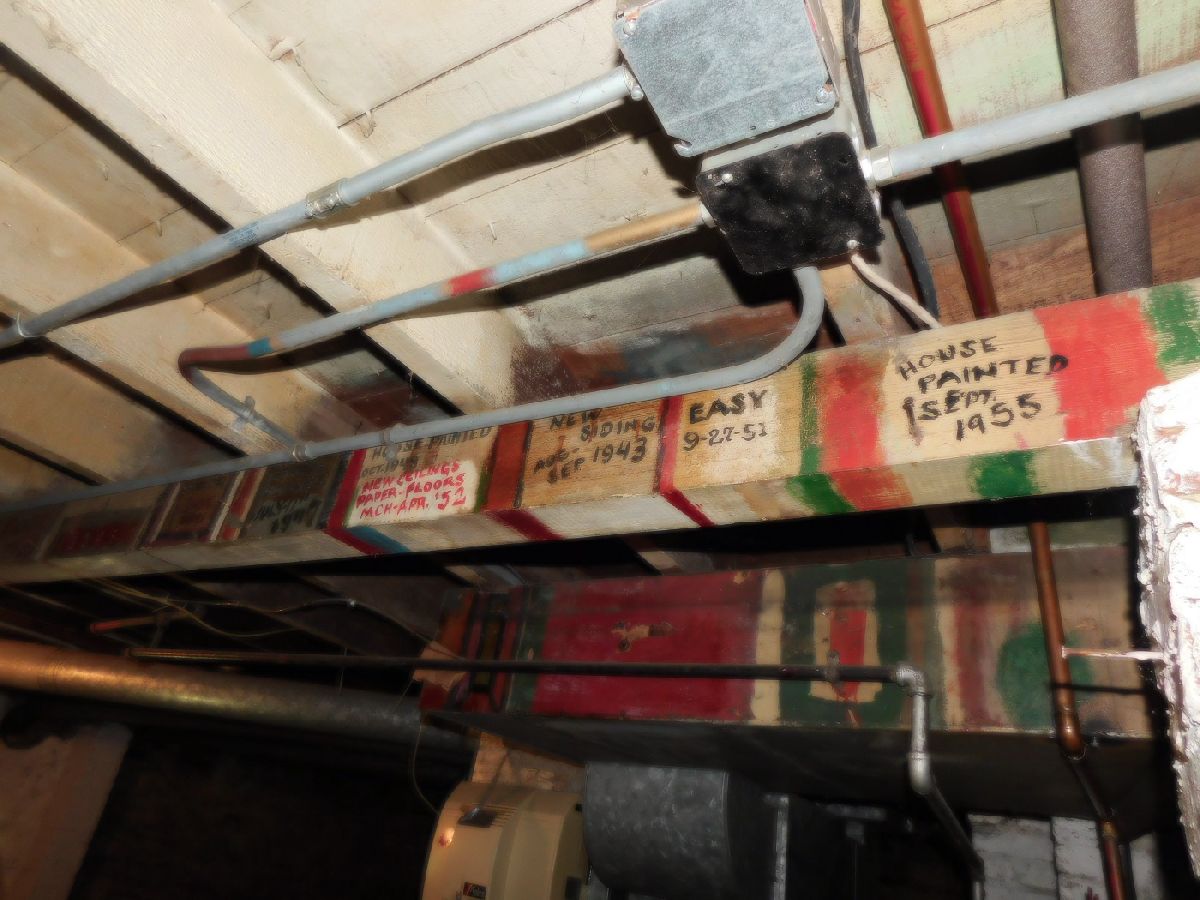 HOUSE PAINTED
NEW CEILINGS
PAPER-FLOORS
MCH-APR. '52
NEW
SIDING
AUG-
SEP 1943
EASY
9-27-51
HOUSE
PAINTED
SEPT.
1955